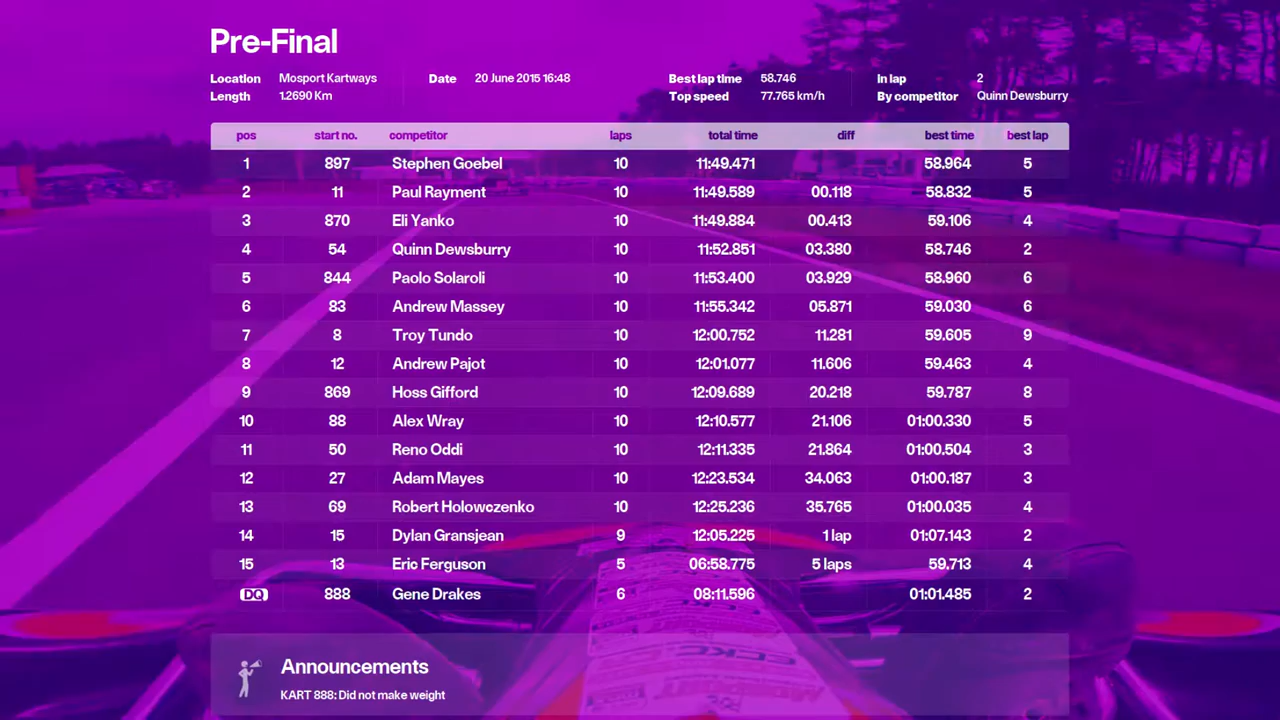 Pre-Final
Location Mosport Kartways Date 20 June 2015 16:48 Best lap time 58.746 In lap 2
Length 1.2690 Km Top speed 77.765 km/h By competitor Quinn Dewsburry
pos start no. competitor laps total time diff best time best lap
1 897 Stephen Goebel 10 11:49.471 58.964 5
2 11 Paul Rayment 10 11:49.589 00.118 58.832 5
3 870 Eli Yanko 10 11:49.884 00.413 59.106 4
4 54 Quinn Dewsburry 10 11:52.851 03.380 58.746 2
5 844 Paolo Solaroli 10 11:53.400 03.929 58.960 6
6 83 Andrew Massey 10 11:55.342 05.871 59.030 6
7 8 Troy Tundo 10 12:00.752 11.281 59.605 9
8 12 Andrew Pajot 10 12:01.077 11.606 59.463 4
9 869 Hoss Gifford 10 12:09.689 20.218 59.787 8
10 88 Alex Wray 10 12:10.577 21.106 01:00.330 5
11 50 Reno Oddi 10 12:11.335 21.864 01:00.504 3
12 27 Adam Mayes 10 12:23.534 34.063 01:00.187 3
13 69 Robert Holowczenko 10 12:25.236 35.765 01:00.035 4
14 15 Dylan Gransjean 9 12:05.225 1 lap 01:07.143 2
15 13 Eric Ferguson 5 06:58.775 5 laps 59.713 4
DQ 888 Gene Drakes 6 08:11.596 01:01.485 2
CCKC
Announcements
KART 888: Did not make weight